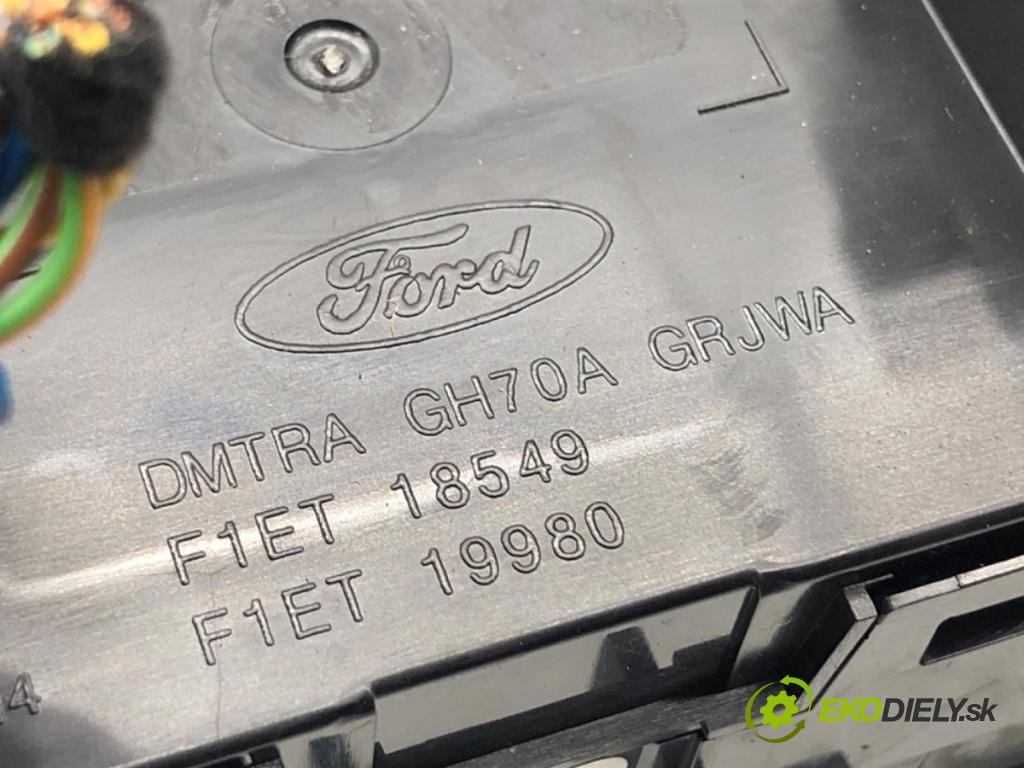 Ford
DMTRA GH70A GRJWA
F1ET 18549
F1ET 19980
EKODIELY.sk